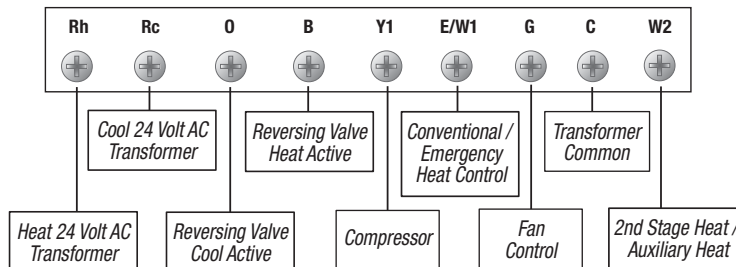 Rh Rc O B Y1 E/W1 G C W2
Cool 24 Volt AC
Transformer
Reversing Valve
Heat Active
Conventional /
Emergency
Heat Control
Transformer
Common
Heat 24 Volt AC
Transformer
Reversing Valve
Cool Active
Compressor
Fan
Control
2nd Stage Heat /
Auxiliary Heat